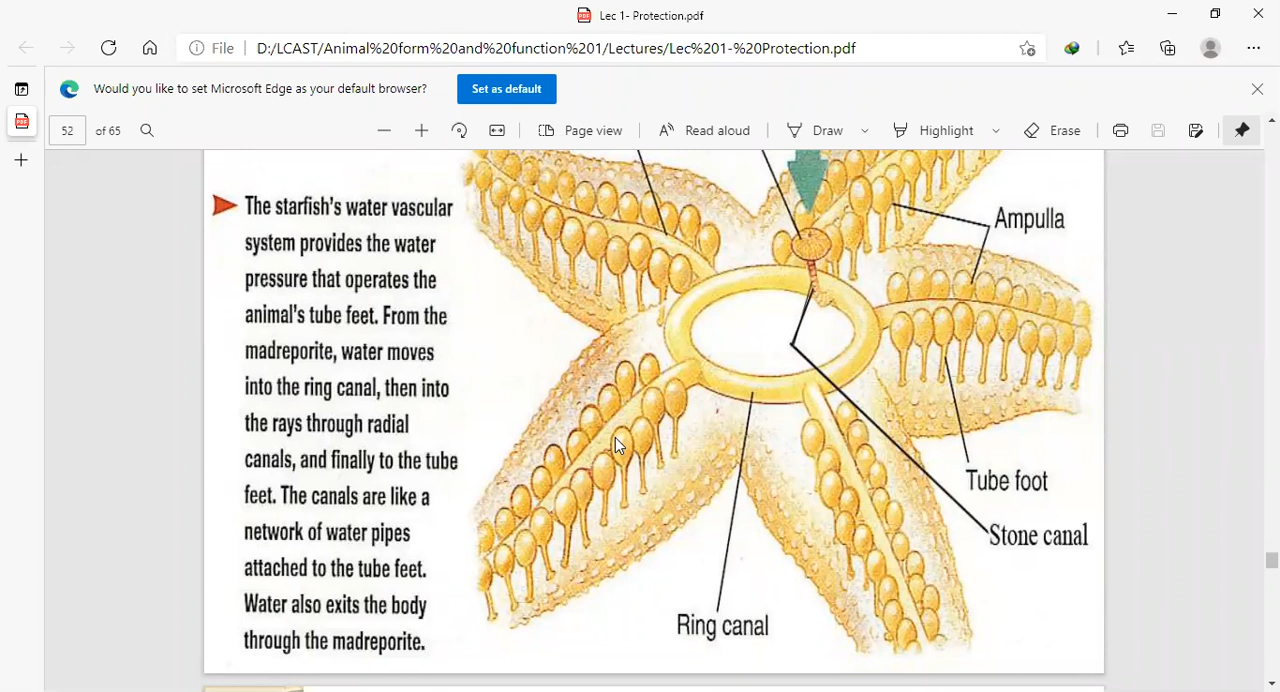 Lec 1- Protection.pdf
File
D:/LCAST/Animal%20form%20and%20function%201/Lectures/Lec%201-%20Protection.pdf
Would you like to set Microsoft Edge as your default browser?
Set as default
52 of 65
Page view
Read aloud
Draw
Highlight
Erase
The starfish's water vascular
system provides the water
pressure that operates the
animal's tube feet. From the
madreporite, water moves
into the ring canal, then into
the rays through radial
canals, and finally to the tube
feet. The canals are like a
network of water pipes
attached to the tube feet.
Water also exits the body
through the madreporite.
Ampulla
Tube foot
Stone canal
Ring canal